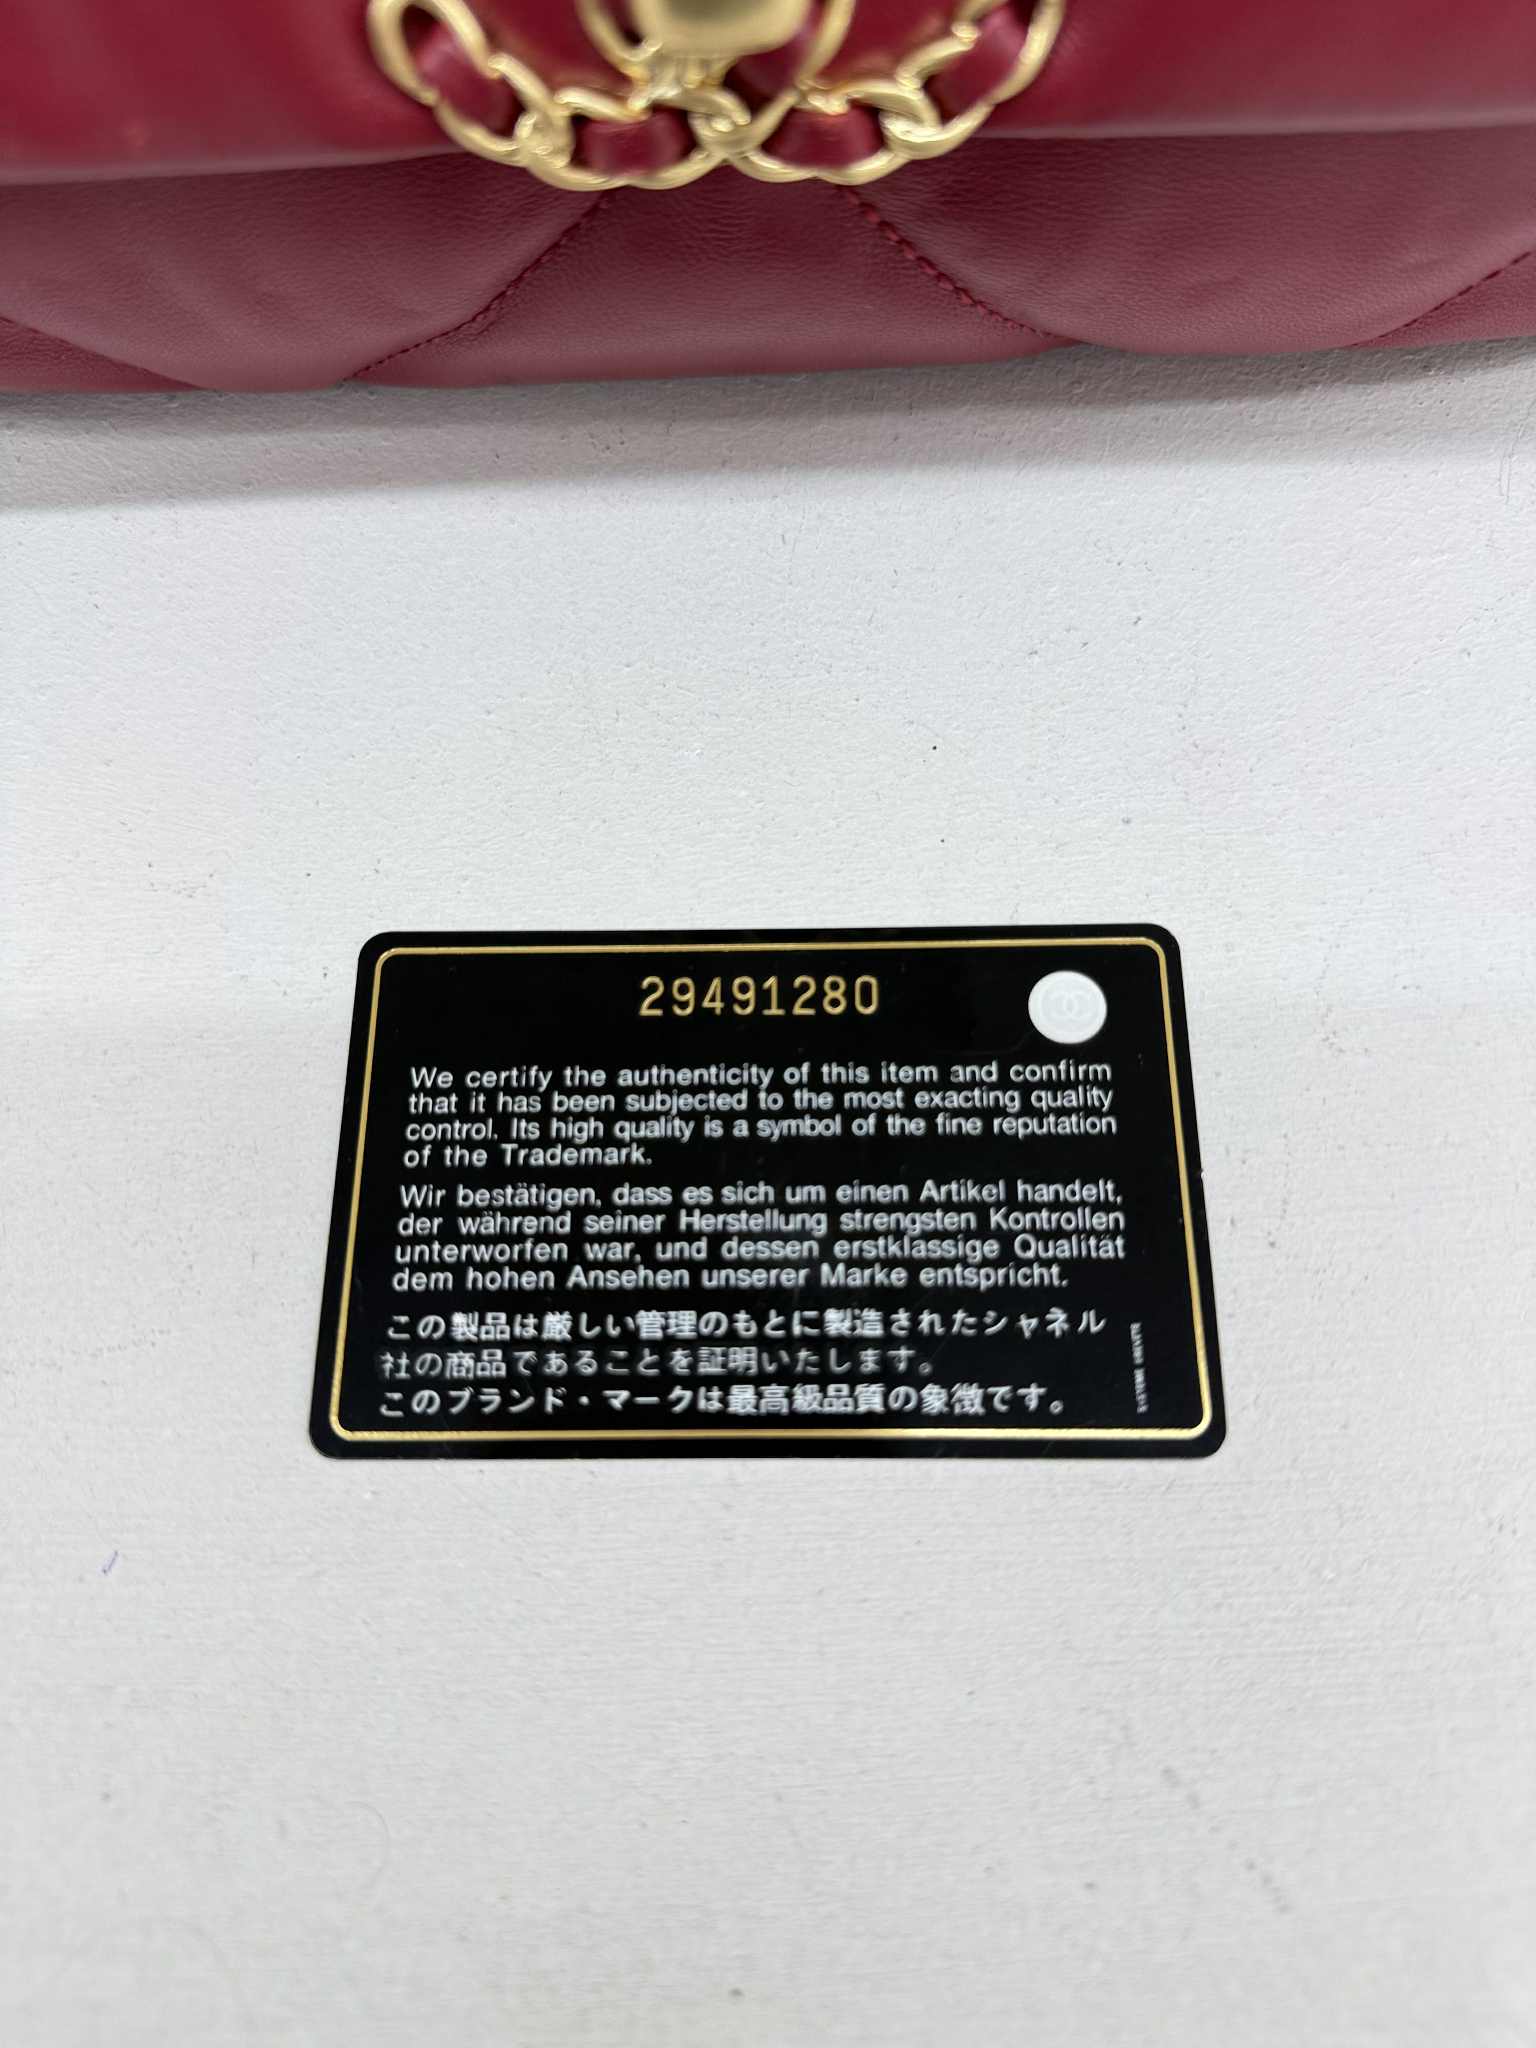 29491280
We certify the authenticity of this item and confirm
that it has been subjected to the most exacting quality
control. Its high quality is a symbol of the fine reputation
of the Trademark.
Wir bestätigen, dass es sich um einen Artikel handelt,
der während seiner Herstellung strengsten Kontrollen
unterworfen war, und dessen erstklassige Qualität
dem hohen Ansehen unserer Marke entspricht.
この製品は厳しい管理のもとに製造されたシャネル
社の商品であることを証明いたします。
このブランド・マークは最高級品質の象徴です。